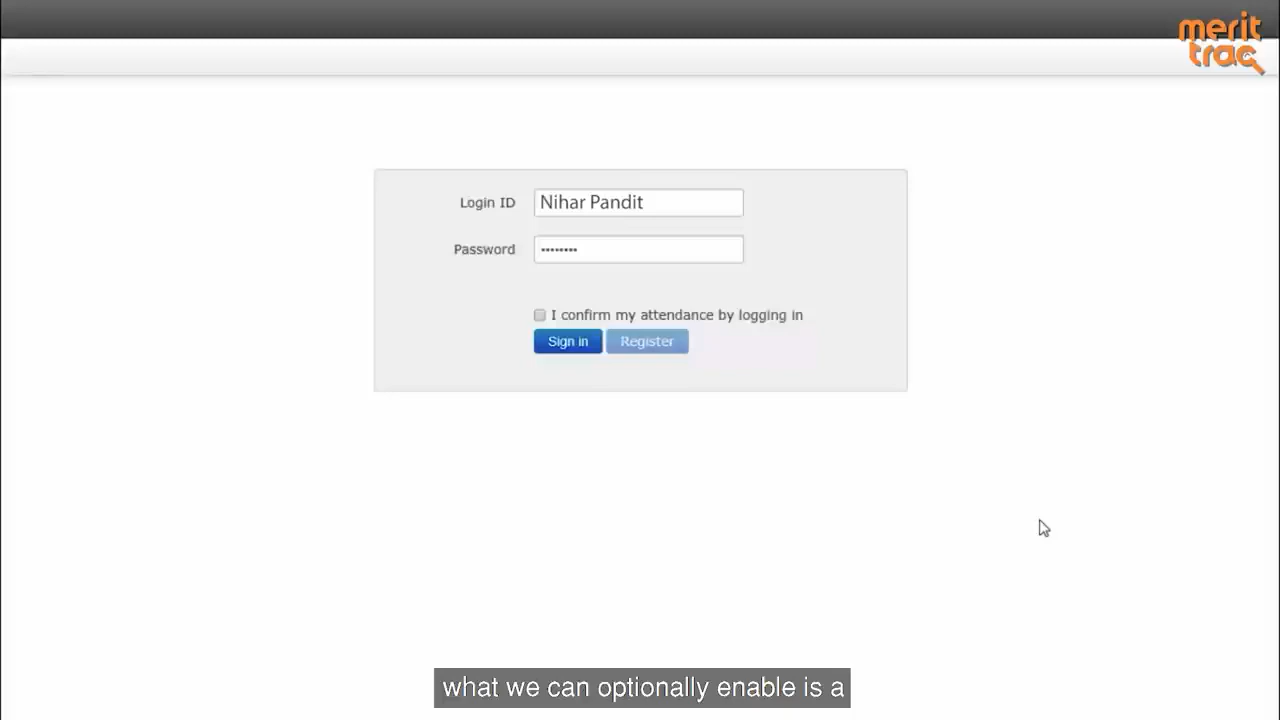 merit
trac
Login ID
Nihar Pandit
Password
••••••••
I confirm my attendance by logging in
Sign in
Register
what we can optionally enable is a